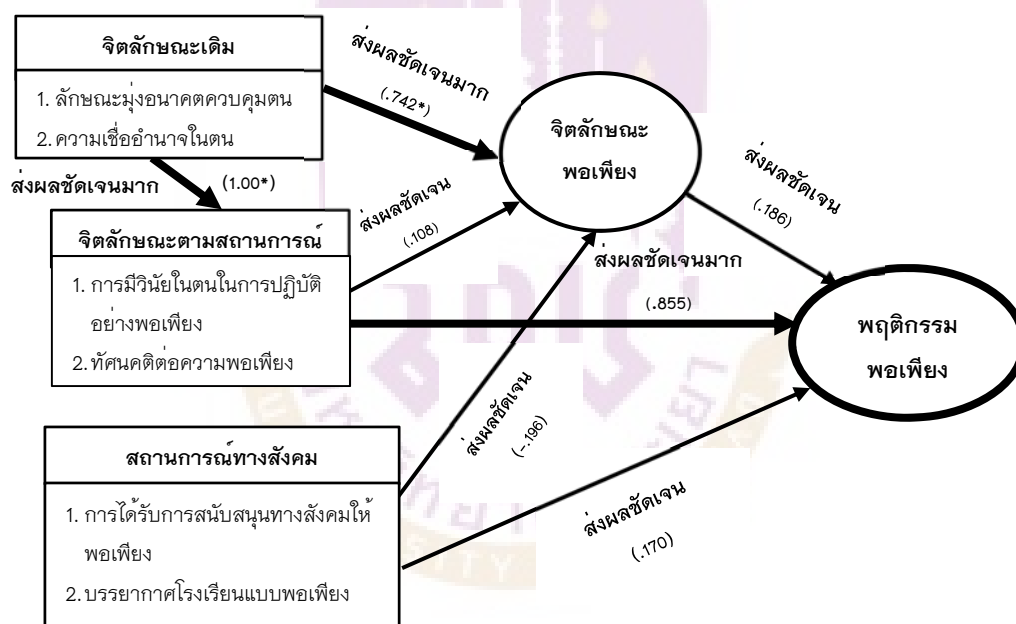 จิตลักษณะเดิม
1. ลักษณะมุ่งอนาคตควบคุมตน
2. ความเชื่ออำนาจในตน
ส่งผลชัดเจนมาก
(.742*)
จิตลักษณะ
พอเพียง
ส่งผลชัดเจนมาก
(1.00*)
ส่งผลชัดเจน
(.108)
ส่งผลชัดเจน
(.186)
จิตลักษณะตามสถานการณ์
1. การมีวินัยในตนในการปฏิบัติ
อย่างพอเพียง
2. ทัศนคติต่อความพอเพียง
ส่งผลชัดเจนมาก
(.855)
พฤติกรรม
พอเพียง
ส่งผลชัดเจน
(-.196)
สถานการณ์ทางสังคม
1. การได้รับการสนับสนุนทางสังคมให้
พอเพียง
2. บรรยากาศโรงเรียนแบบพอเพียง
ส่งผลชัดเจน
(.170)